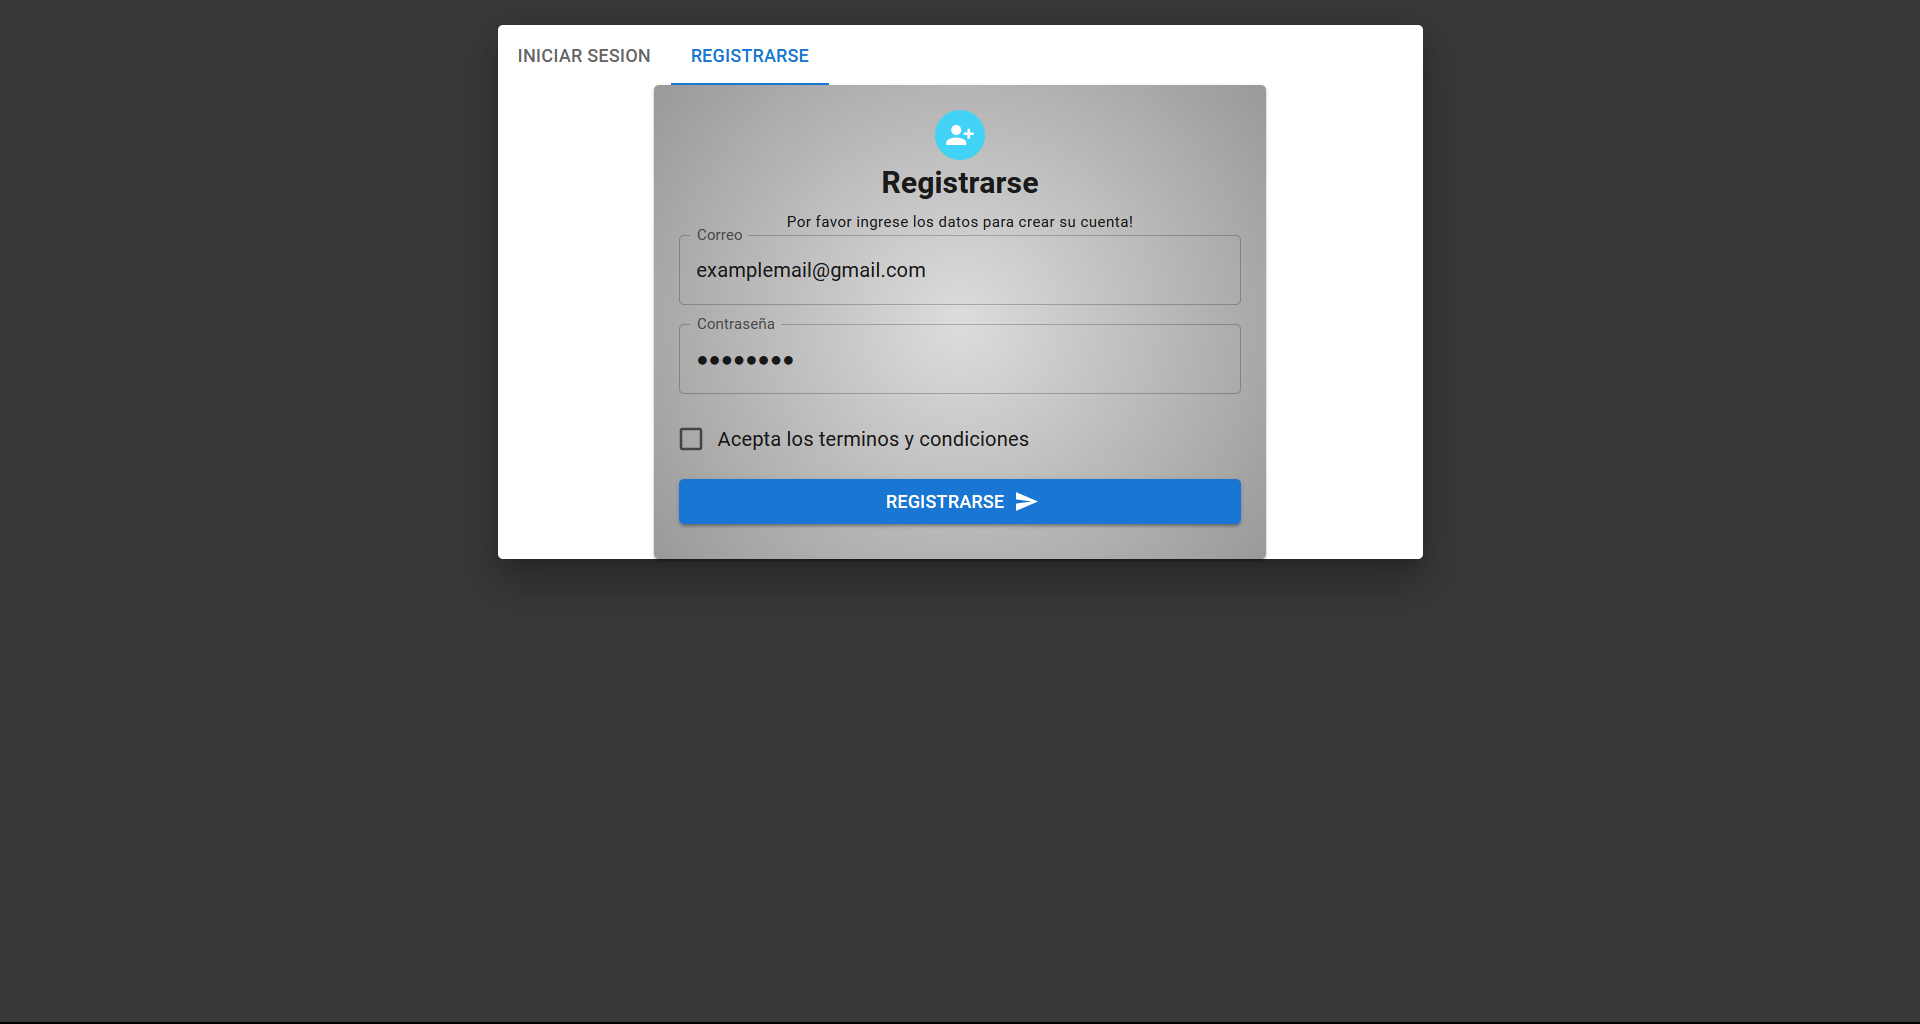 INICIAR SESION
REGISTRARSE
Registrarse
Por favor ingrese los datos para crear su cuenta!
Correo
examplemail@gmail.com
Contraseña
••••••••
Acepta los terminos y condiciones
REGISTRARSE